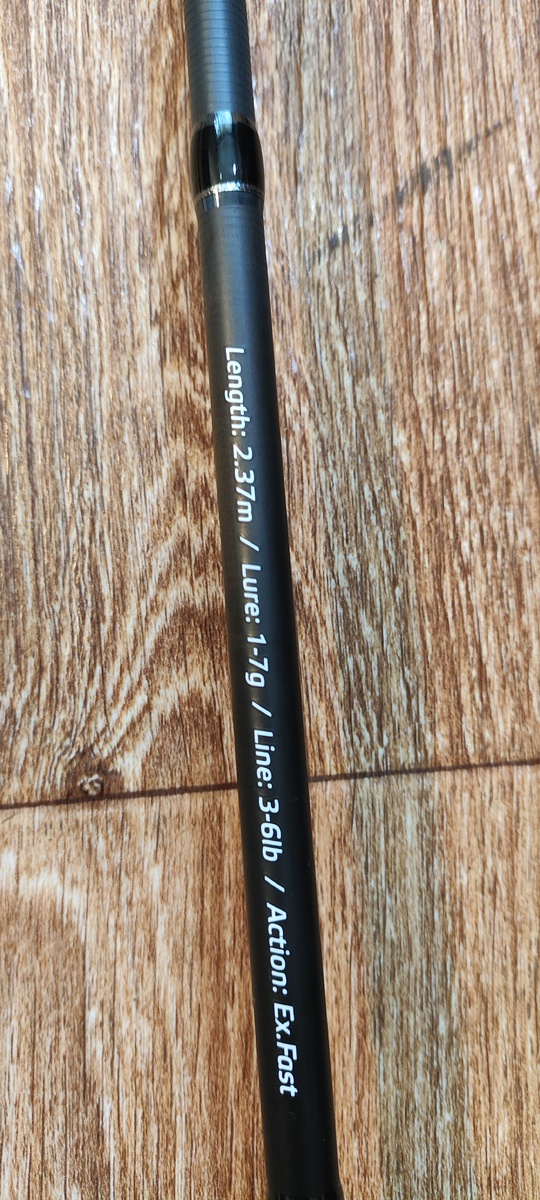 Length: 2.37m / Lure: 1-7g / Line: 3-6lb / Action: Ex.Fast